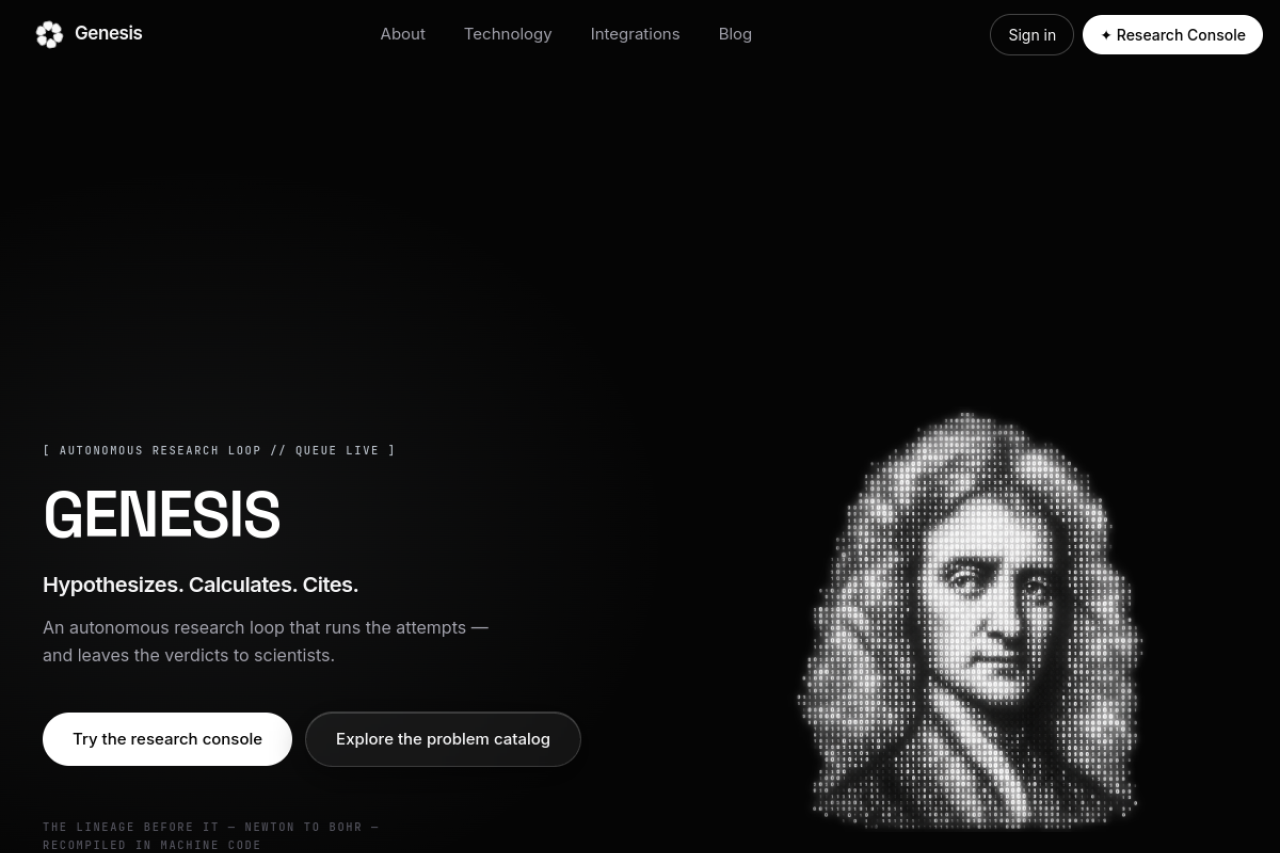 Genesis
About
Technology
Integrations
Blog
Sign in
✦ Research Console
[ AUTONOMOUS RESEARCH LOOP // QUEUE LIVE ]
GENESIS
Hypothesizes. Calculates. Cites.
An autonomous research loop that runs the attempts —
and leaves the verdicts to scientists.
Try the research console
Explore the problem catalog
THE LINEAGE BEFORE IT — NEWTON TO BOHR —
RECOMPILED IN MACHINE CODE